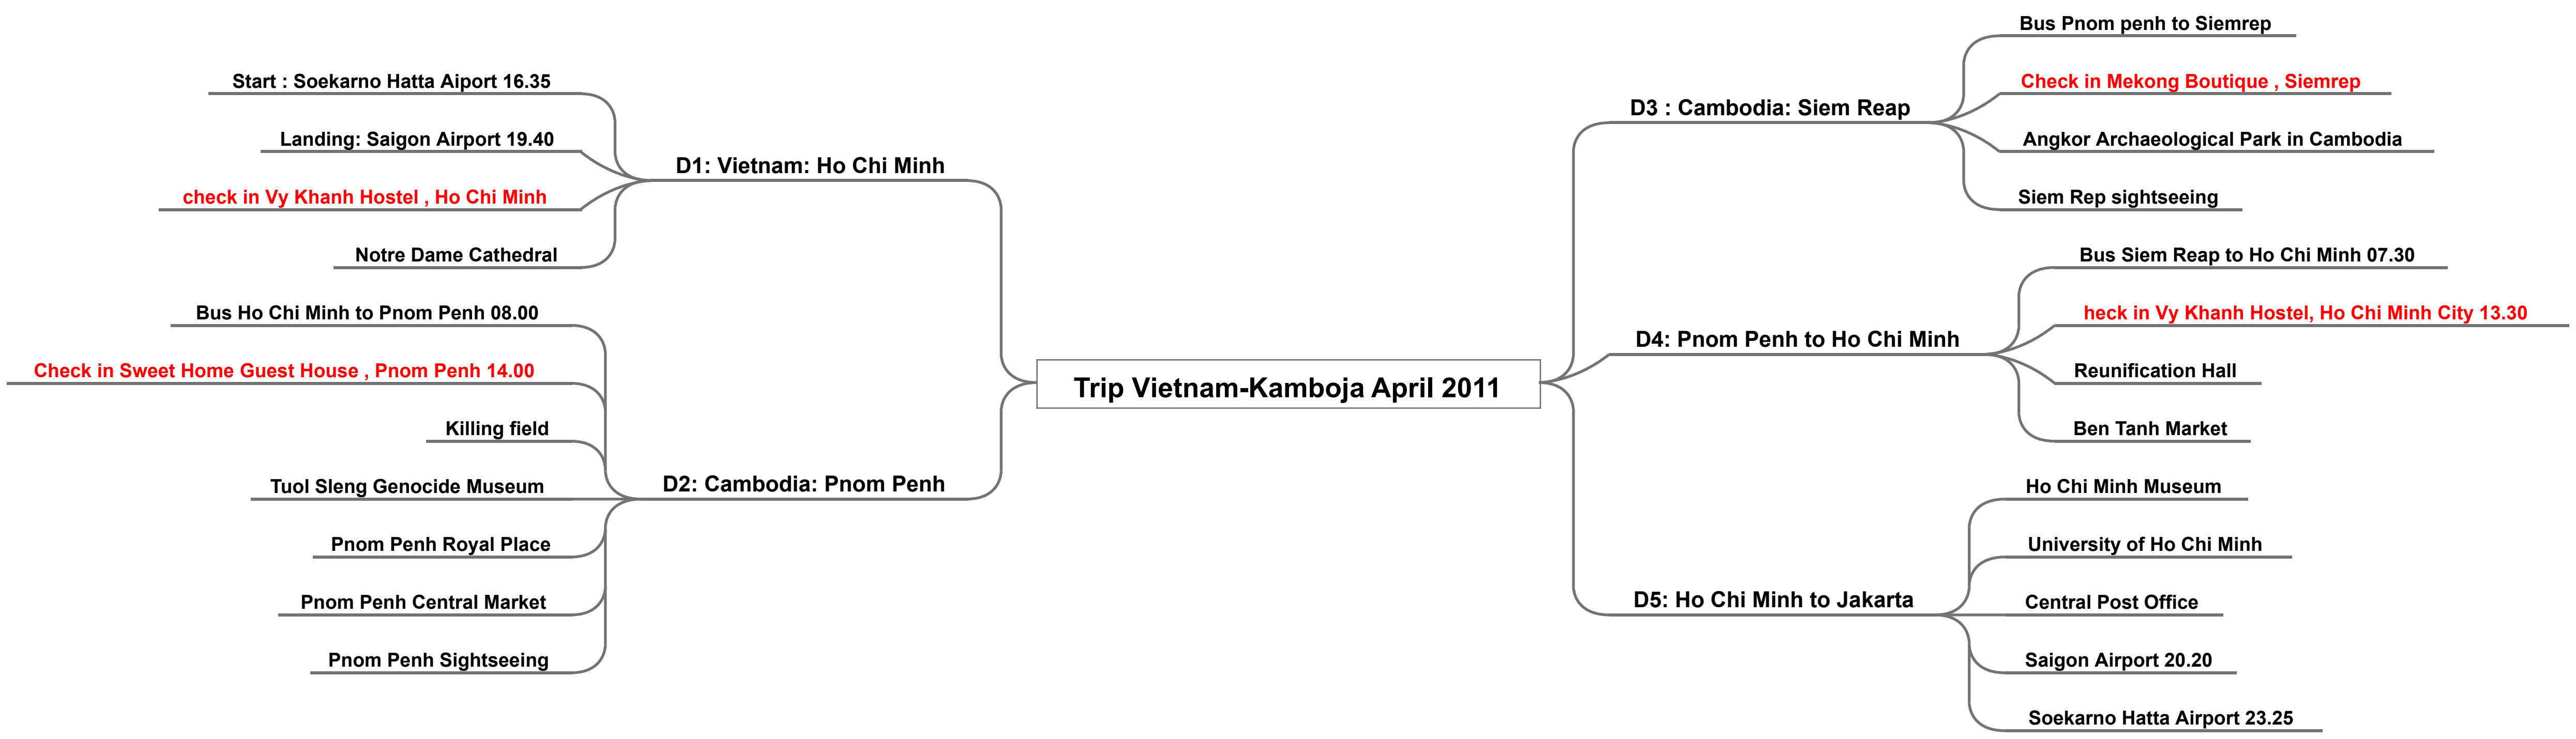 Trip Vietnam-Kamboja April 2011
D1: Vietnam: Ho Chi Minh
Start : Soekarno Hatta Aiport 16.35
Landing: Saigon Airport 19.40
check in Vy Khanh Hostel , Ho Chi Minh
Notre Dame Cathedral
D2: Cambodia: Pnom Penh
Bus Ho Chi Minh to Pnom Penh 08.00
Check in Sweet Home Guest House , Pnom Penh 14.00
Killing field
Tuol Sleng Genocide Museum
Pnom Penh Royal Place
Pnom Penh Central Market
Pnom Penh Sightseeing
D3 : Cambodia: Siem Reap
Bus Pnom penh to Siemrep
Check in Mekong Boutique , Siemrep
Angkor Archaeological Park in Cambodia
Siem Rep sightseeing
D4: Pnom Penh to Ho Chi Minh
Bus Siem Reap to Ho Chi Minh 07.30
heck in Vy Khanh Hostel, Ho Chi Minh City 13.30
Reunification Hall
Ben Tanh Market
D5: Ho Chi Minh to Jakarta
Ho Chi Minh Museum
University of Ho Chi Minh
Central Post Office
Saigon Airport 20.20
Soekarno Hatta Airport 23.25